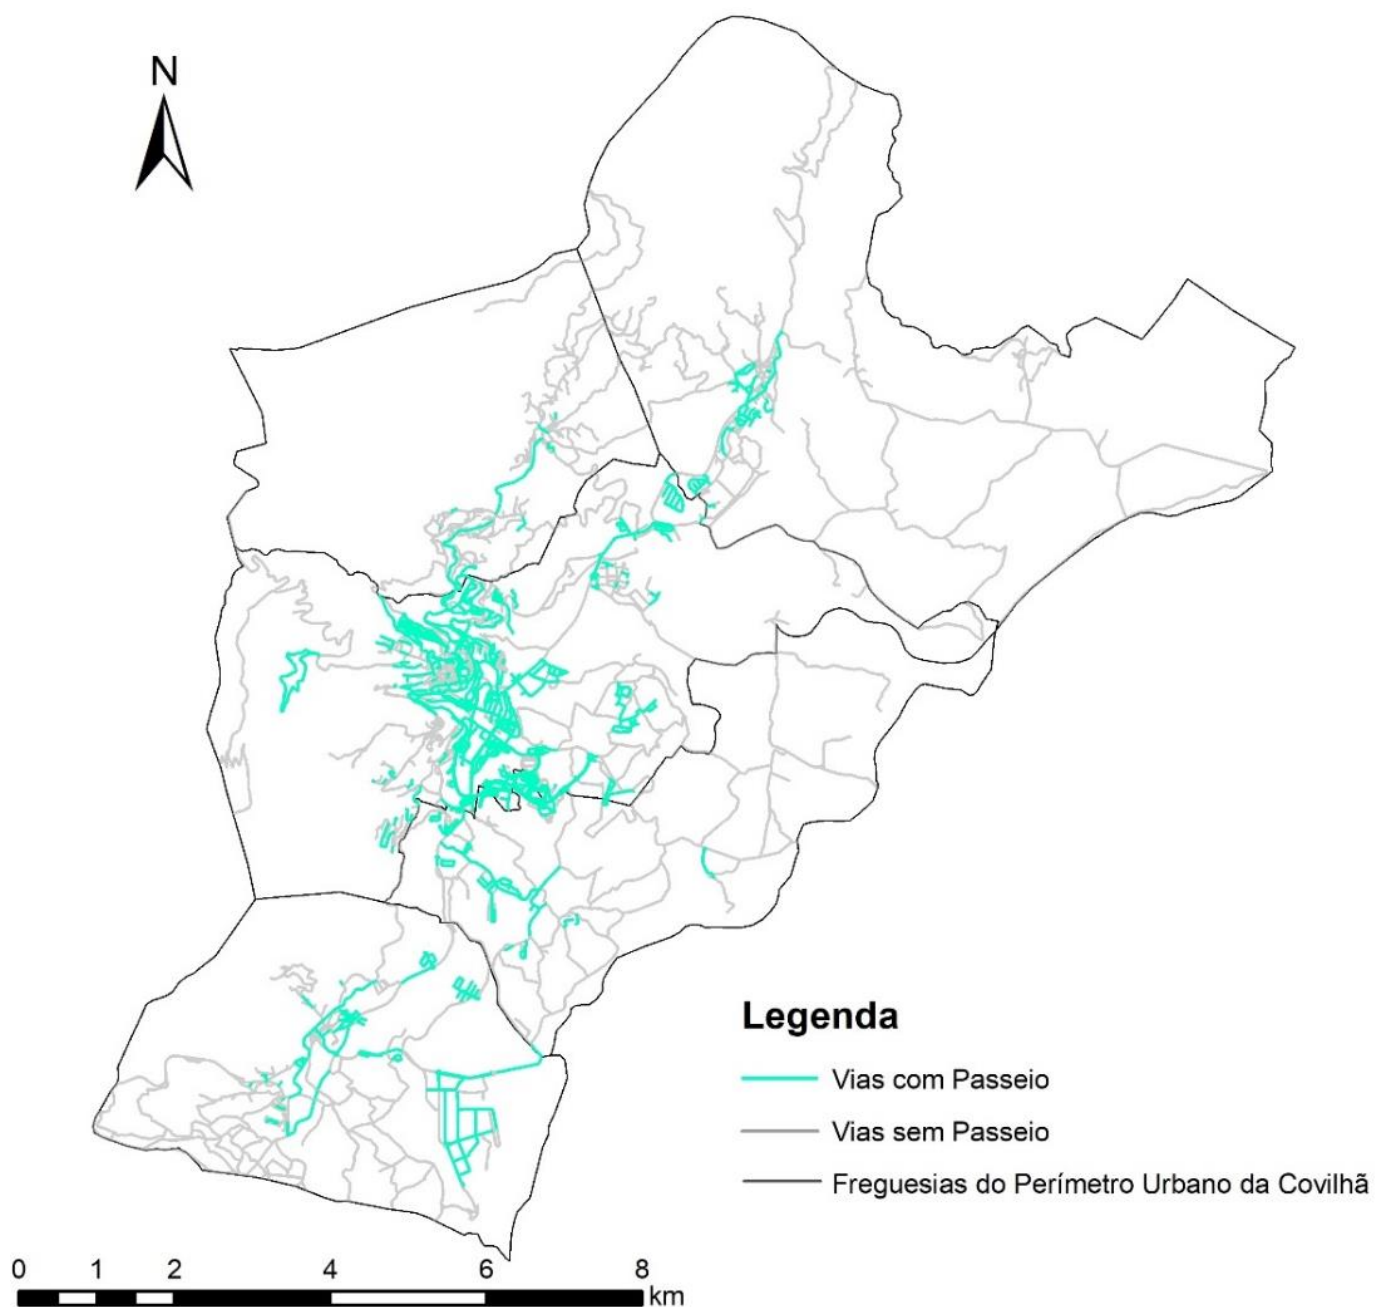 N
Legenda
Vias com Passeio
Vias sem Passeio
Freguesias do Perímetro Urbano da Covilhã
0 1 2 4 6 8
km